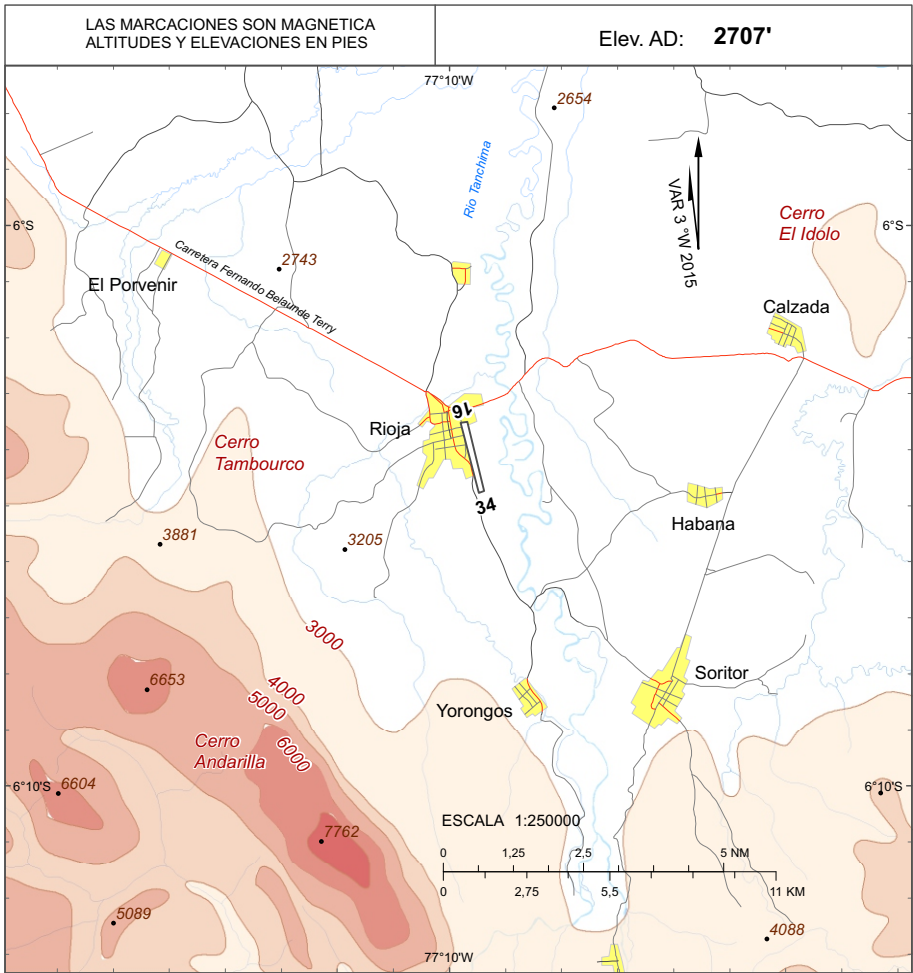 LAS MARCACIONES SON MAGNETICA
ALTITUDES Y ELEVACIONES EN PIES
Elev. AD: 2707'
77°10'W
2654
Rio Tanchima
VAR 3 °W 2015
6°S
Cerro
El Idolo
6°S
2743
Carretera Fernando Belaunde Terry
El Porvenir
Calzada
16
Rioja
Cerro
Tambourco
34
Habana
3881
3205
3000
4000
5000
6000
6653
Soritor
Yorongos
Cerro
Andarilla
6604
6°10'S
6°10'S
ESCALA 1:250000
7762
0 1,25 2,5 5 NM
0 2,75 5,5 11 KM
5089
4088
77°10'W